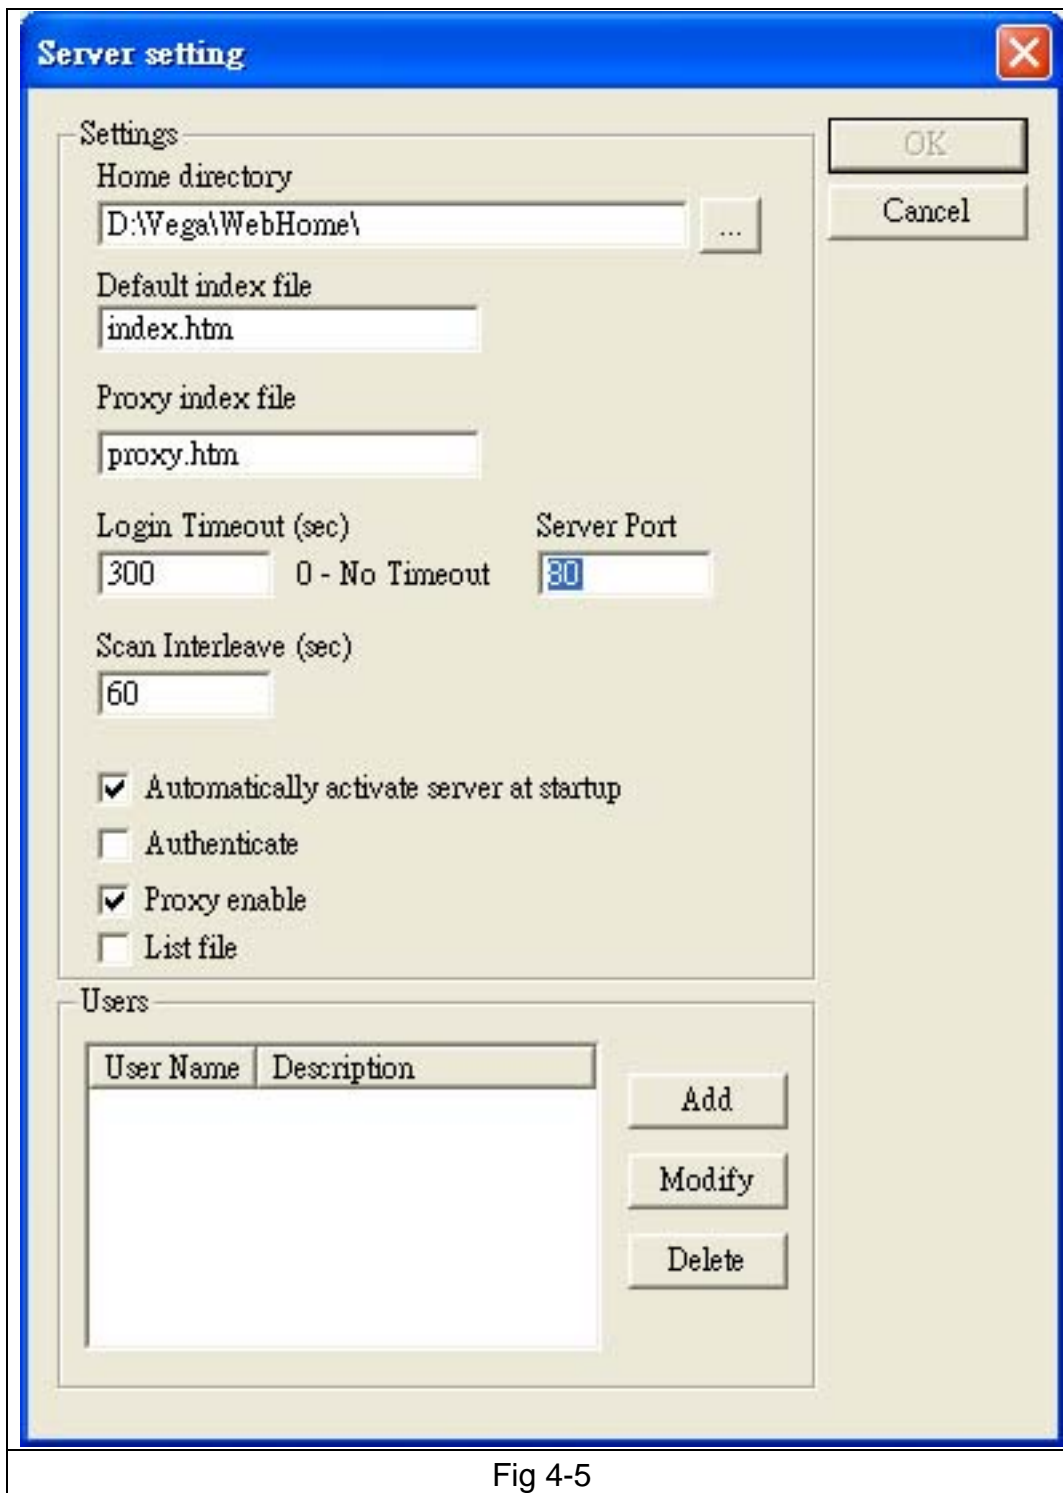 Server setting
Settings
OK
Home directory
Cancel
D:\Vega\WebHome\
...
Default index file
index.htm
Proxy index file
proxy.htm
Login Timeout (sec) Server Port
300 0 - No Timeout 80
Scan Interleave (sec)
60
Automatically activate server at startup
Authenticate
Proxy enable
List file
Users
User Name Description
Add
Modify
Delete
Fig 4-5